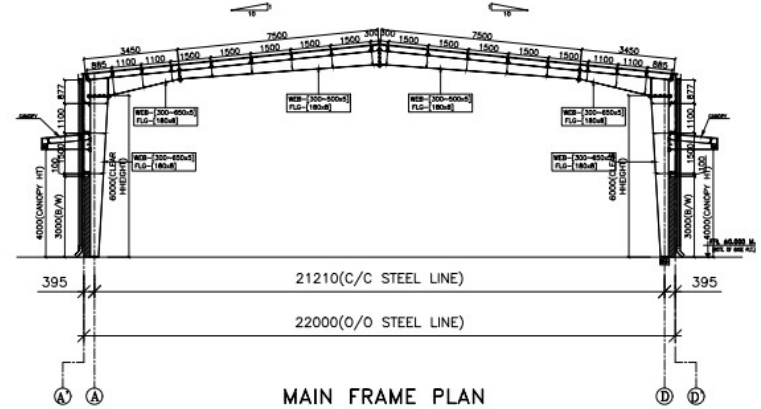 10
10
7500
7500
3450
3450
300
300
1500
1500
1500
1500
1500
1500
1500
1500
885
1100
1100
1100
1100
885
877
877
WEB-[300~500x5]
FLG-[180x8]
WEB-[300~500x5]
FLG-[180x8]
WEB-[300~650x5]
FLG-[180x8]
WEB-[300~650x5]
FLG-[180x8]
1100
1100
CANOPY
CANOPY
WEB-[300~650x5]
FLG-[180x8]
WEB-[300~650x5]
FLG-[180x8]
1500
1500
100
100
6000(CLEAR
HHEIGHT)
6000(CLEAR
HHEIGHT)
4000(CANOPY HT)
3000(B/W)
3000(B/W)
4000(CANOPY HT)
395
21210(C/C STEEL LINE)
395
22000(O/O STEEL LINE)
A'
A
MAIN FRAME PLAN
D
D'